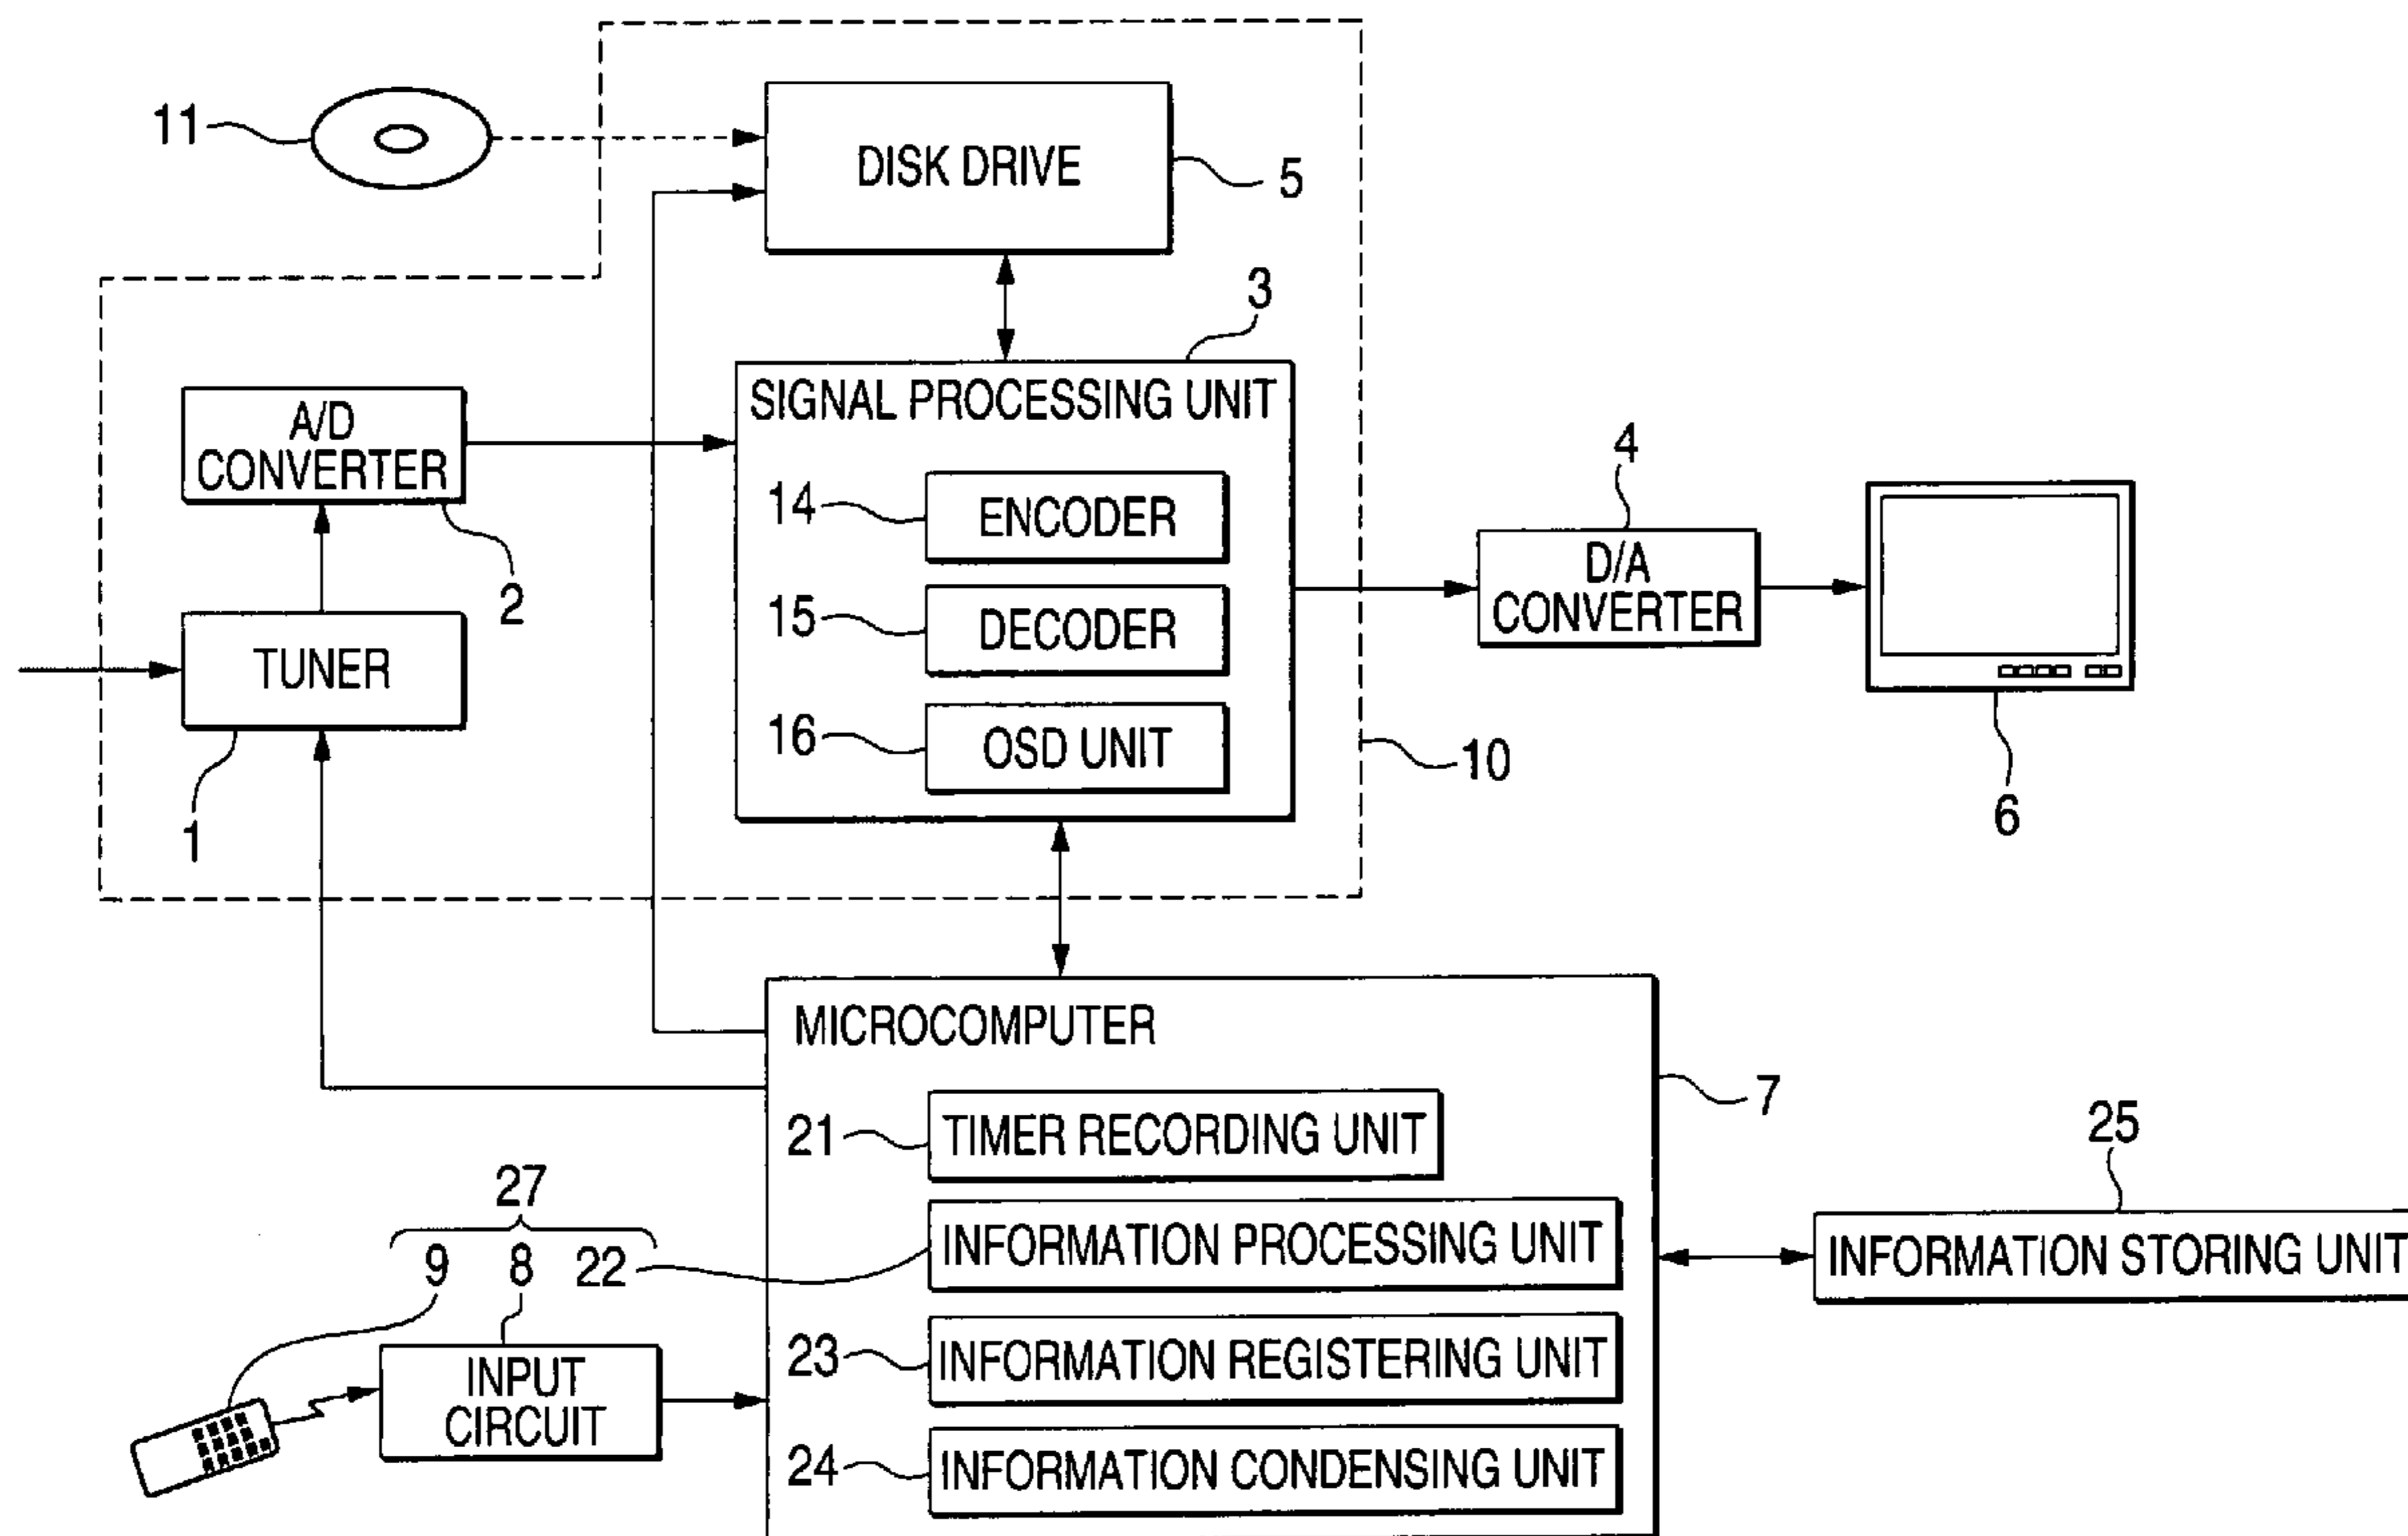 11
DISK DRIVE
5
3
A/D
CONVERTER
2
SIGNAL PROCESSING UNIT
14
ENCODER
15
DECODER
16
OSD UNIT
4
D/A
CONVERTER
TUNER
1
10
6
MICROCOMPUTER
7
21
TIMER RECORDING UNIT
25
27
9 8 22
INFORMATION PROCESSING UNIT
INFORMATION STORING UNIT
23
INFORMATION REGISTERING UNIT
INPUT
CIRCUIT
24
INFORMATION CONDENSING UNIT